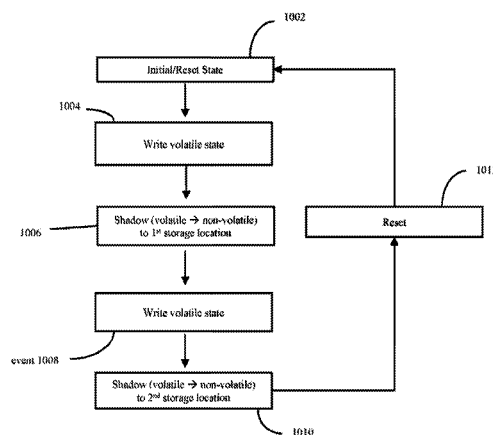 1002
Initial/Reset State
1004
Write volatile state
1006
Shadow (volatile → non-volatile)
to 1st storage location
101
Reset
Write volatile state
event 1008
Shadow (volatile → non-volatile)
to 2nd storage location
1010